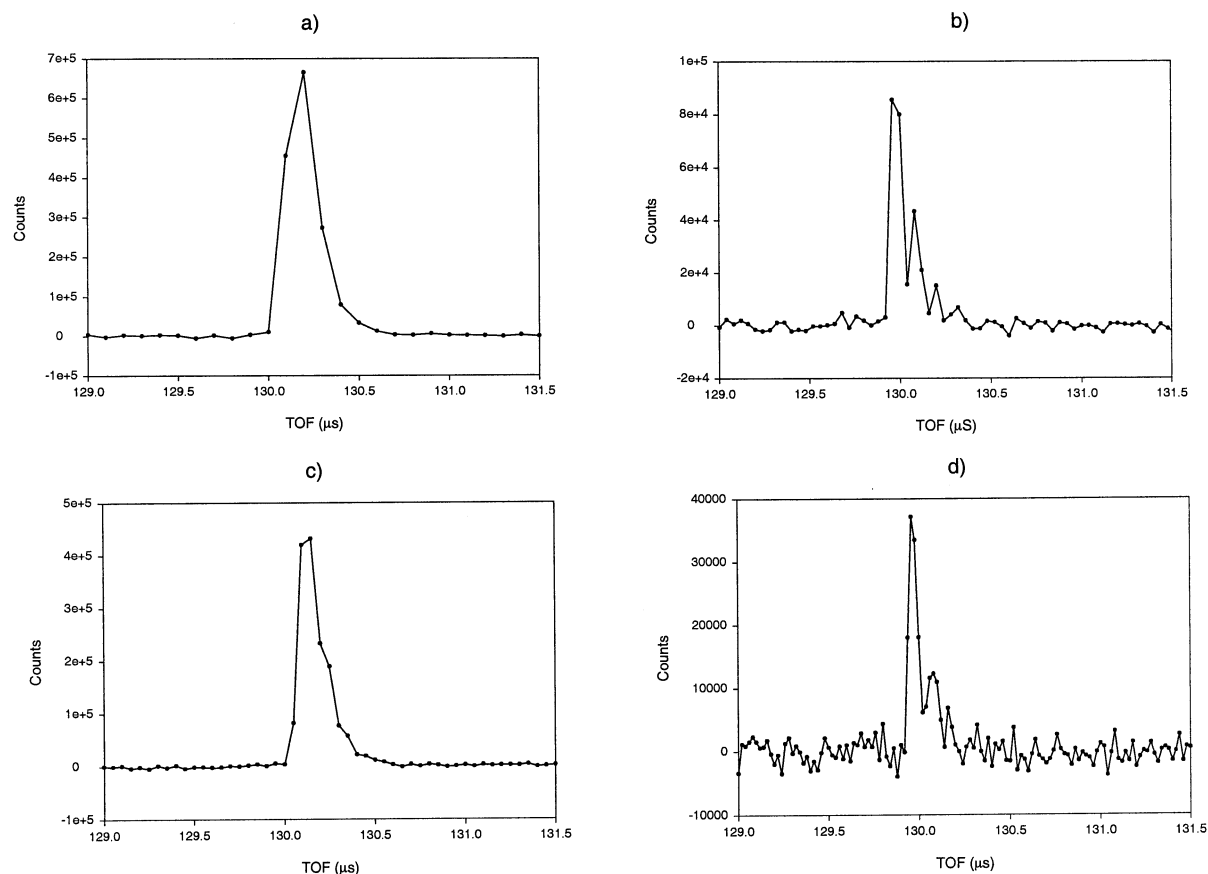 a)
7e+5
6e+5
5e+5
4e+5
3e+5
2e+5
1e+5
0
-1e+5
Counts
129.0 129.5 130.0 130.5 131.0 131.5
TOF (μs)
b)
1e+5
8e+4
6e+4
4e+4
2e+4
0
-2e+4
Counts
129.0 129.5 130.0 130.5 131.0 131.5
TOF (μS)
c)
5e+5
4e+5
3e+5
2e+5
1e+5
0
-1e+5
Counts
129.0 129.5 130.0 130.5 131.0 131.5
TOF (μs)
d)
40000
30000
20000
10000
0
-10000
Counts
129.0 129.5 130.0 130.5 131.0 131.5
TOF (μs)